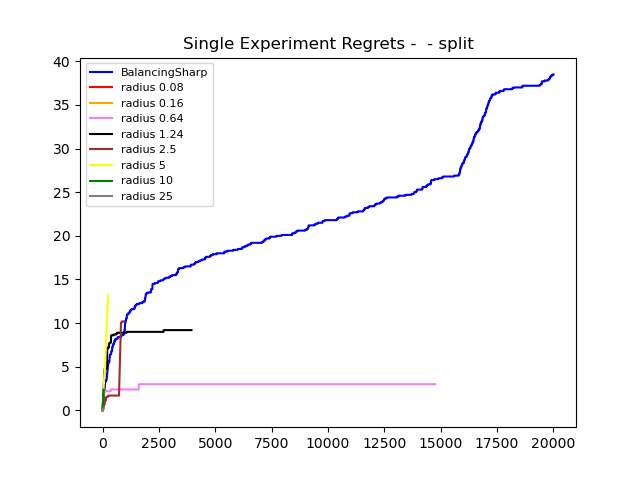 Single Experiment Regrets -  - split
40
35
30
25
20
15
10
5
0
BalancingSharp
radius 0.08
radius 0.16
radius 0.64
radius 1.24
radius 2.5
radius 5
radius 10
radius 25
0 2500 5000 7500 10000 12500 15000 17500 20000